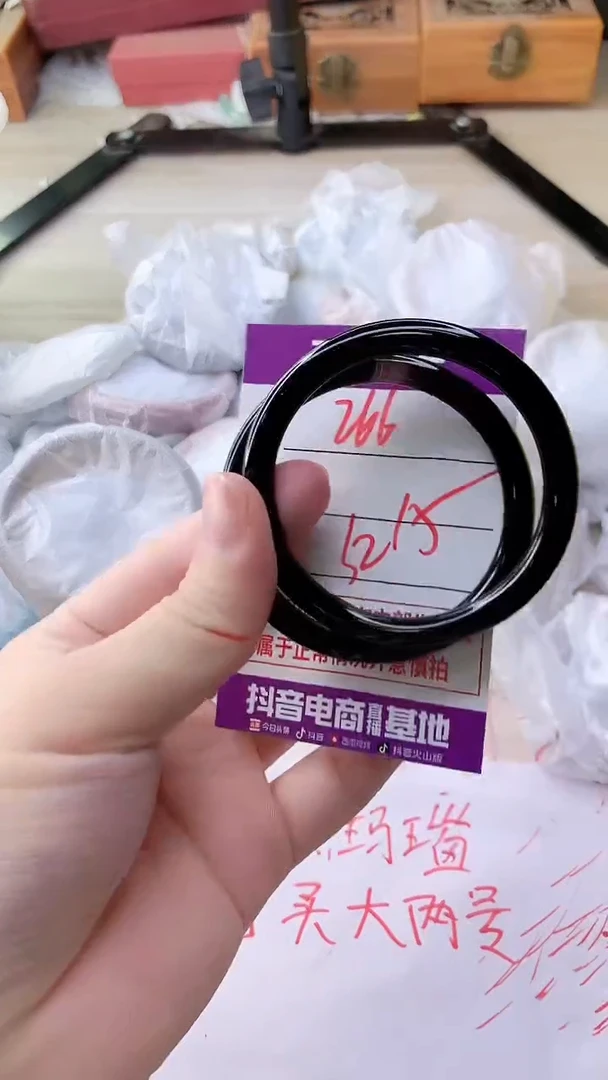 266
52 15
属于正常情况介意慎拍
抖音电商直播基地
今日头条 抖音 西瓜视频 抖音火山版
玛瑙
买大两号